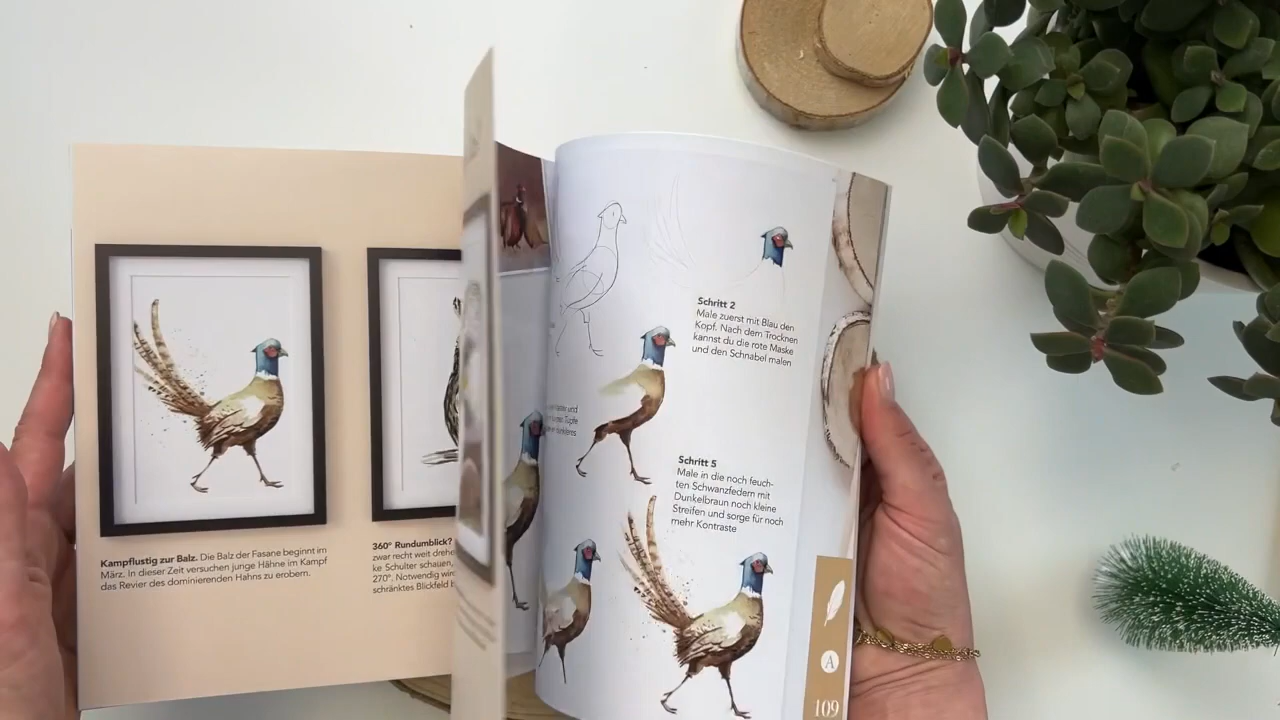 Kampflustig zur Balz. Die Balz der Fasane beginnt im
März. In dieser Zeit versuchen junge Hähne im Kampf
das Revier des dominierenden Hahns zu erobern.
360° Rundumblick?
zwar recht weit drehe
ke Schulter schauen,
270°. Notwendig wird
schränktes Blickfeld b
Schritt 2
Male zuerst mit Blau den
Kopf. Nach dem Trocknen
kannst du die rote Maske
und den Schnabel malen
und
Schritt 5
Male in die noch feuch-
ten Schwanzfedern mit
Dunkelbraun noch kleine
Streifen und sorge für noch
mehr Kontraste
A
109